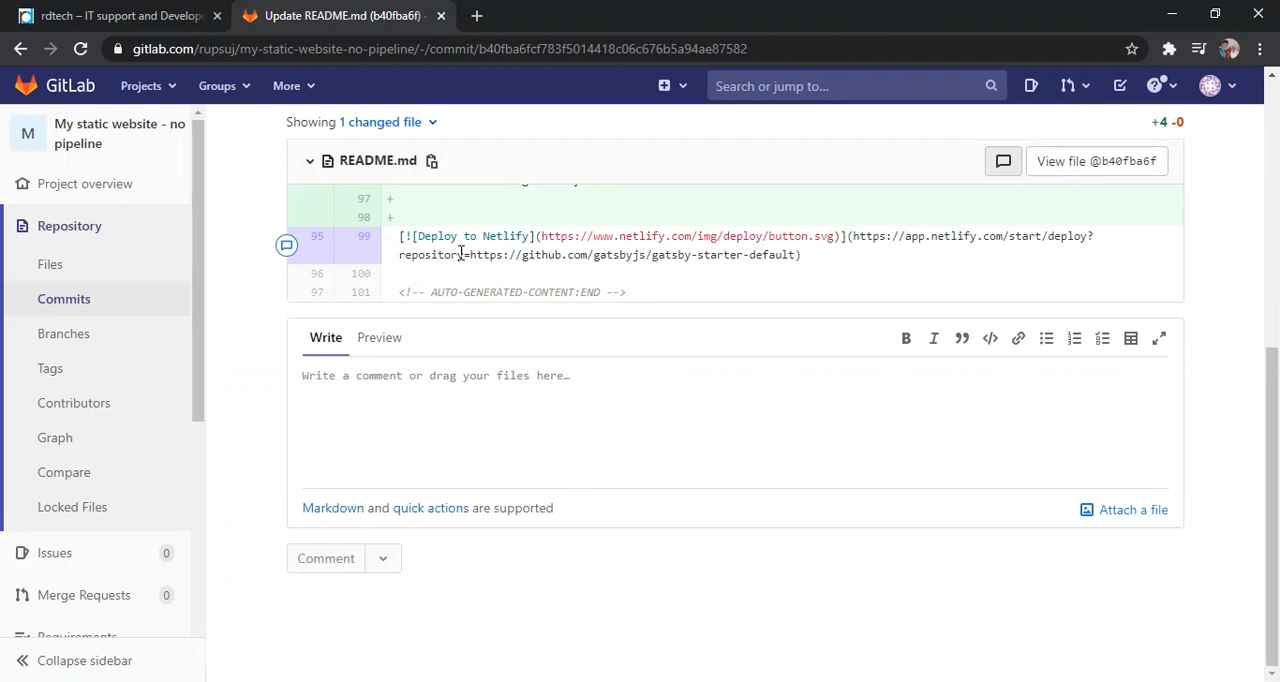 rdtech – IT support and Develop
Update README.md (b40fba6f) ·
gitlab.com/rupsuj/my-static-website-no-pipeline/-/commit/b40fba6fcf783f5014418c06c676b5a94ae87582
GitLab
Projects
Groups
More
Search or jump to...
M
My static website - no
pipeline
Project overview
Repository
Files
Commits
Branches
Tags
Contributors
Graph
Compare
Locked Files
Issues 0
Merge Requests 0
Requirements
Collapse sidebar
Showing 1 changed file
+4 -0
README.md
View file @b40fba6f
97 +
98 +
95 99 [![Deploy to Netlify](https://www.netlify.com/img/deploy/button.svg)](https://app.netlify.com/start/deploy?
repository=https://github.com/gatsbyjs/gatsby-starter-default)
96 100
97 101 <!-- AUTO-GENERATED-CONTENT:END -->
Write Preview
Write a comment or drag your files here…
Markdown and quick actions are supported
Attach a file
Comment